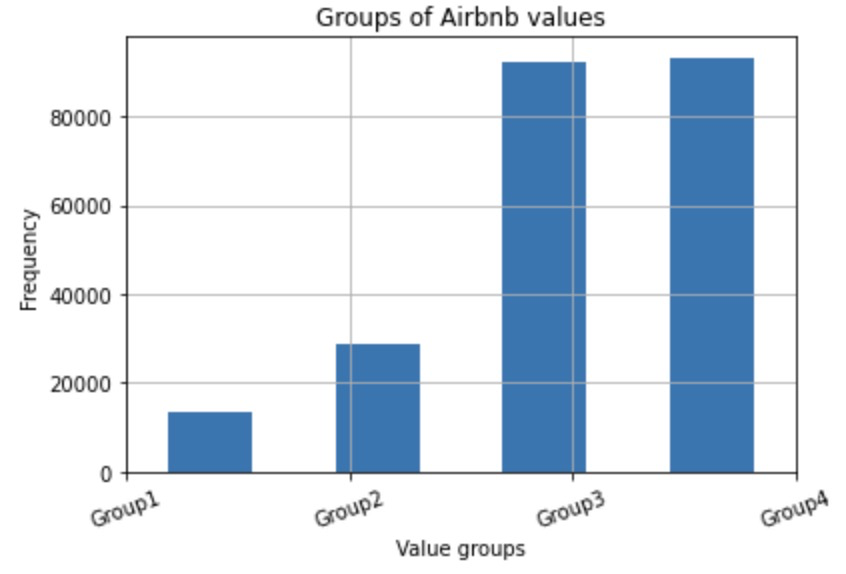 Groups of Airbnb values
80000
60000
40000
20000
0
Frequency
Group1 Group2 Group3 Group4
Value groups